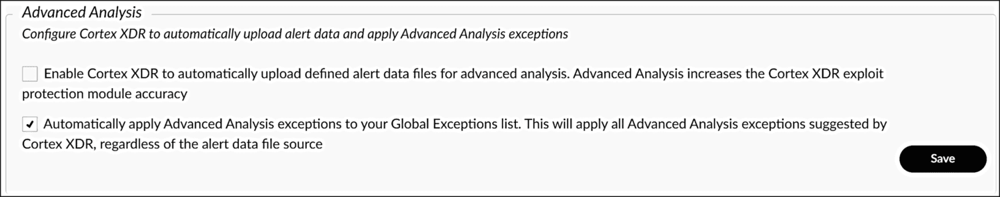 Advanced Analysis
Configure Cortex XDR to automatically upload alert data and apply Advanced Analysis exceptions
Enable Cortex XDR to automatically upload defined alert data files for advanced analysis. Advanced Analysis increases the Cortex XDR exploit
protection module accuracy
Automatically apply Advanced Analysis exceptions to your Global Exceptions list. This will apply all Advanced Analysis exceptions suggested by
Cortex XDR, regardless of the alert data file source
Save